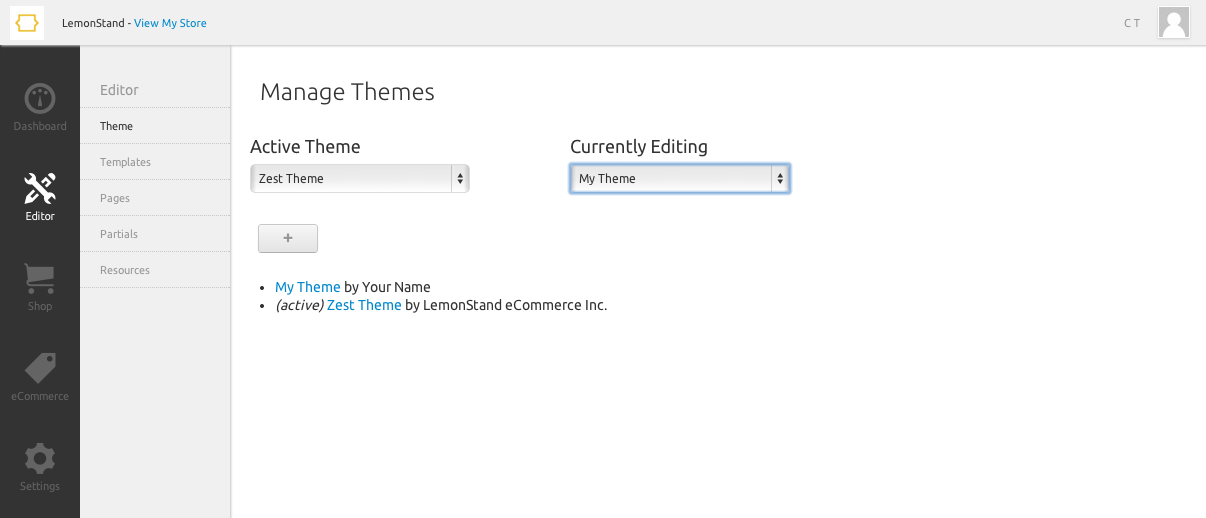 LemonStand - View My Store
C T
Dashboard
Editor
Shop
eCommerce
Settings
Editor
Theme
Templates
Pages
Partials
Resources
Manage Themes
Active Theme
Zest Theme
Currently Editing
My Theme
+
My Theme by Your Name
(active) Zest Theme by LemonStand eCommerce Inc.